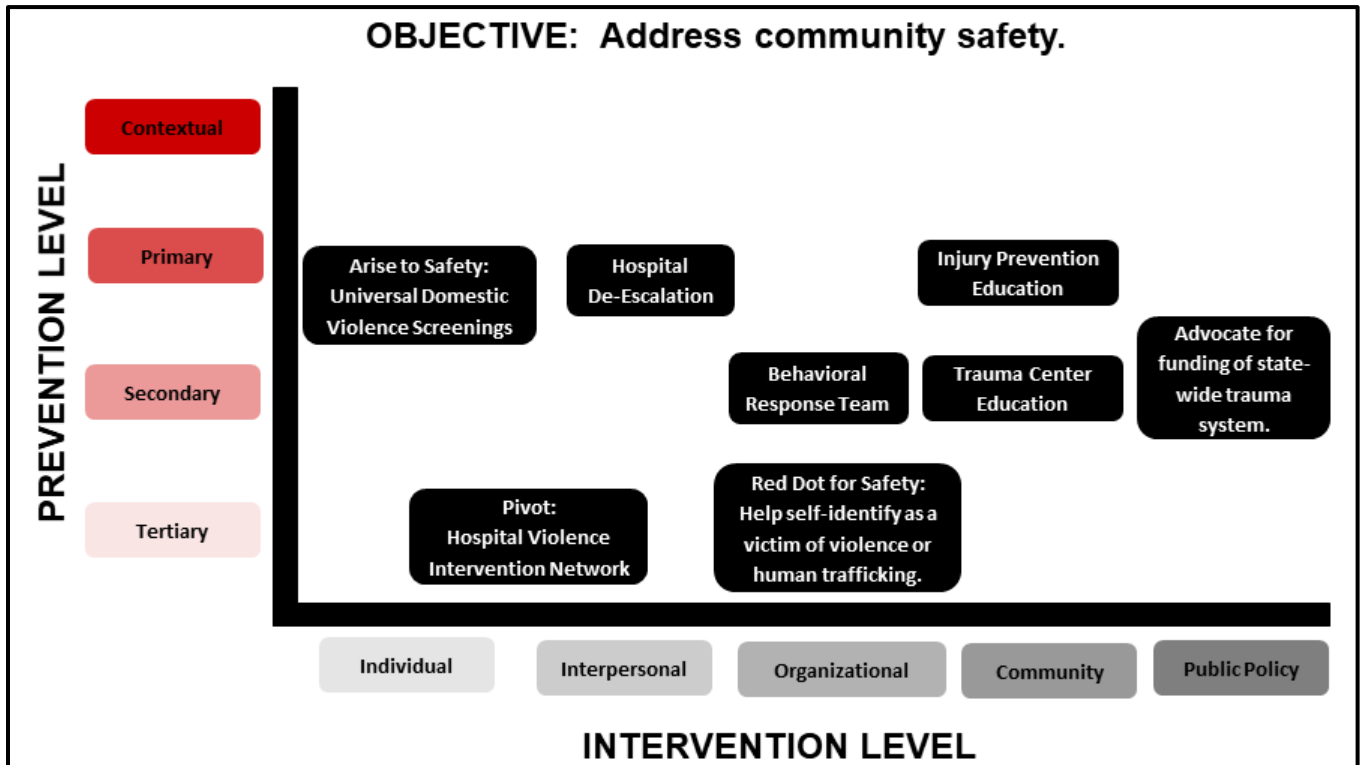 OBJECTIVE:  Address community safety.
PREVENTION LEVEL
Contextual
Primary
Secondary
Tertiary
Arise to Safety:
Universal Domestic
Violence Screenings
Hospital
De-Escalation
Injury Prevention
Education
Behavioral
Response Team
Trauma Center
Education
Advocate for
funding of state-
wide trauma
system.
Pivot:
Hospital Violence
Intervention Network
Red Dot for Safety:
Help self-identify as a
victim of violence or
human trafficking.
Individual
Interpersonal
Organizational
Community
Public Policy
INTERVENTION LEVEL